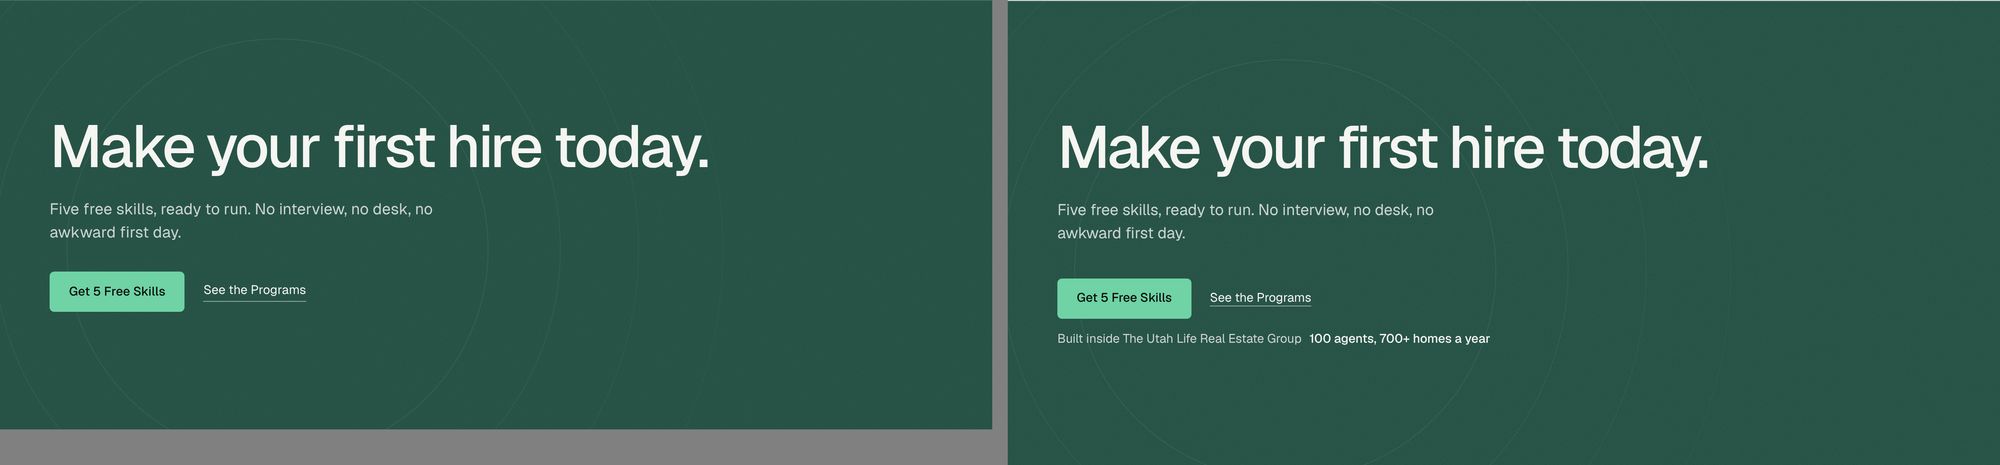 Make your first hire today.
Five free skills, ready to run. No interview, no desk, no
awkward first day.
Get 5 Free Skills
See the Programs
Make your first hire today.
Five free skills, ready to run. No interview, no desk, no
awkward first day.
Get 5 Free Skills
See the Programs
Built inside The Utah Life Real Estate Group 100 agents, 700+ homes a year